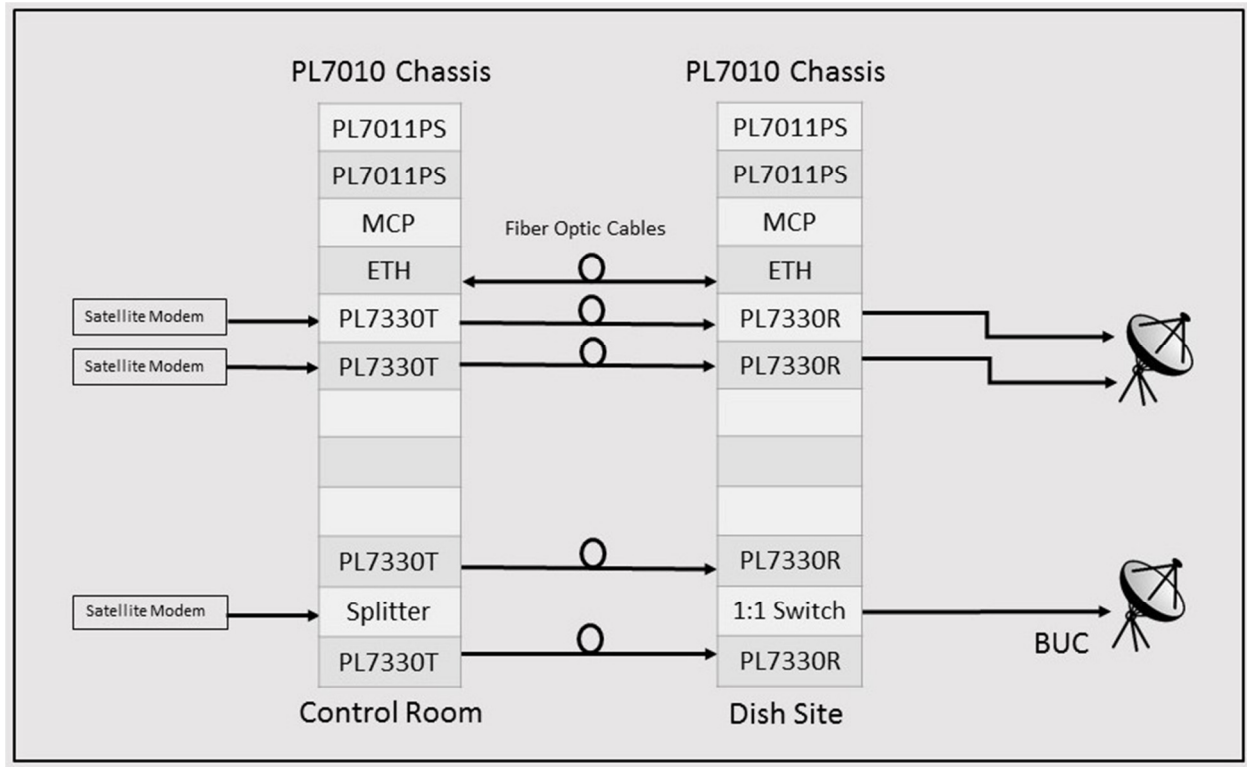 PL7010 Chassis
PL7010 Chassis
PL7011PS
PL7011PS
PL7011PS
PL7011PS
MCP
Fiber Optic Cables
MCP
ETH
ETH
Satellite Modem
PL7330T
PL7330R
Satellite Modem
PL7330T
PL7330R
PL7330T
PL7330R
Satellite Modem
Splitter
1:1 Switch
BUC
PL7330T
PL7330R
Control Room
Dish Site